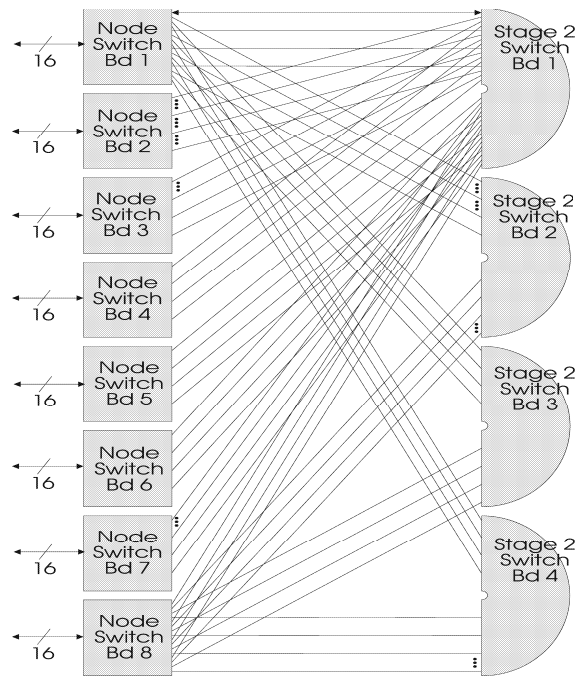 Node
Switch
Bd 1
16
Node
Switch
Bd 2
16
Node
Switch
Bd 3
16
Node
Switch
Bd 4
16
Node
Switch
Bd 5
16
Node
Switch
Bd 6
16
Node
Switch
Bd 7
16
Node
Switch
Bd 8
16
Stage 2
Switch
Bd 1
Stage 2
Switch
Bd 2
Stage 2
Switch
Bd 3
Stage 2
Switch
Bd 4